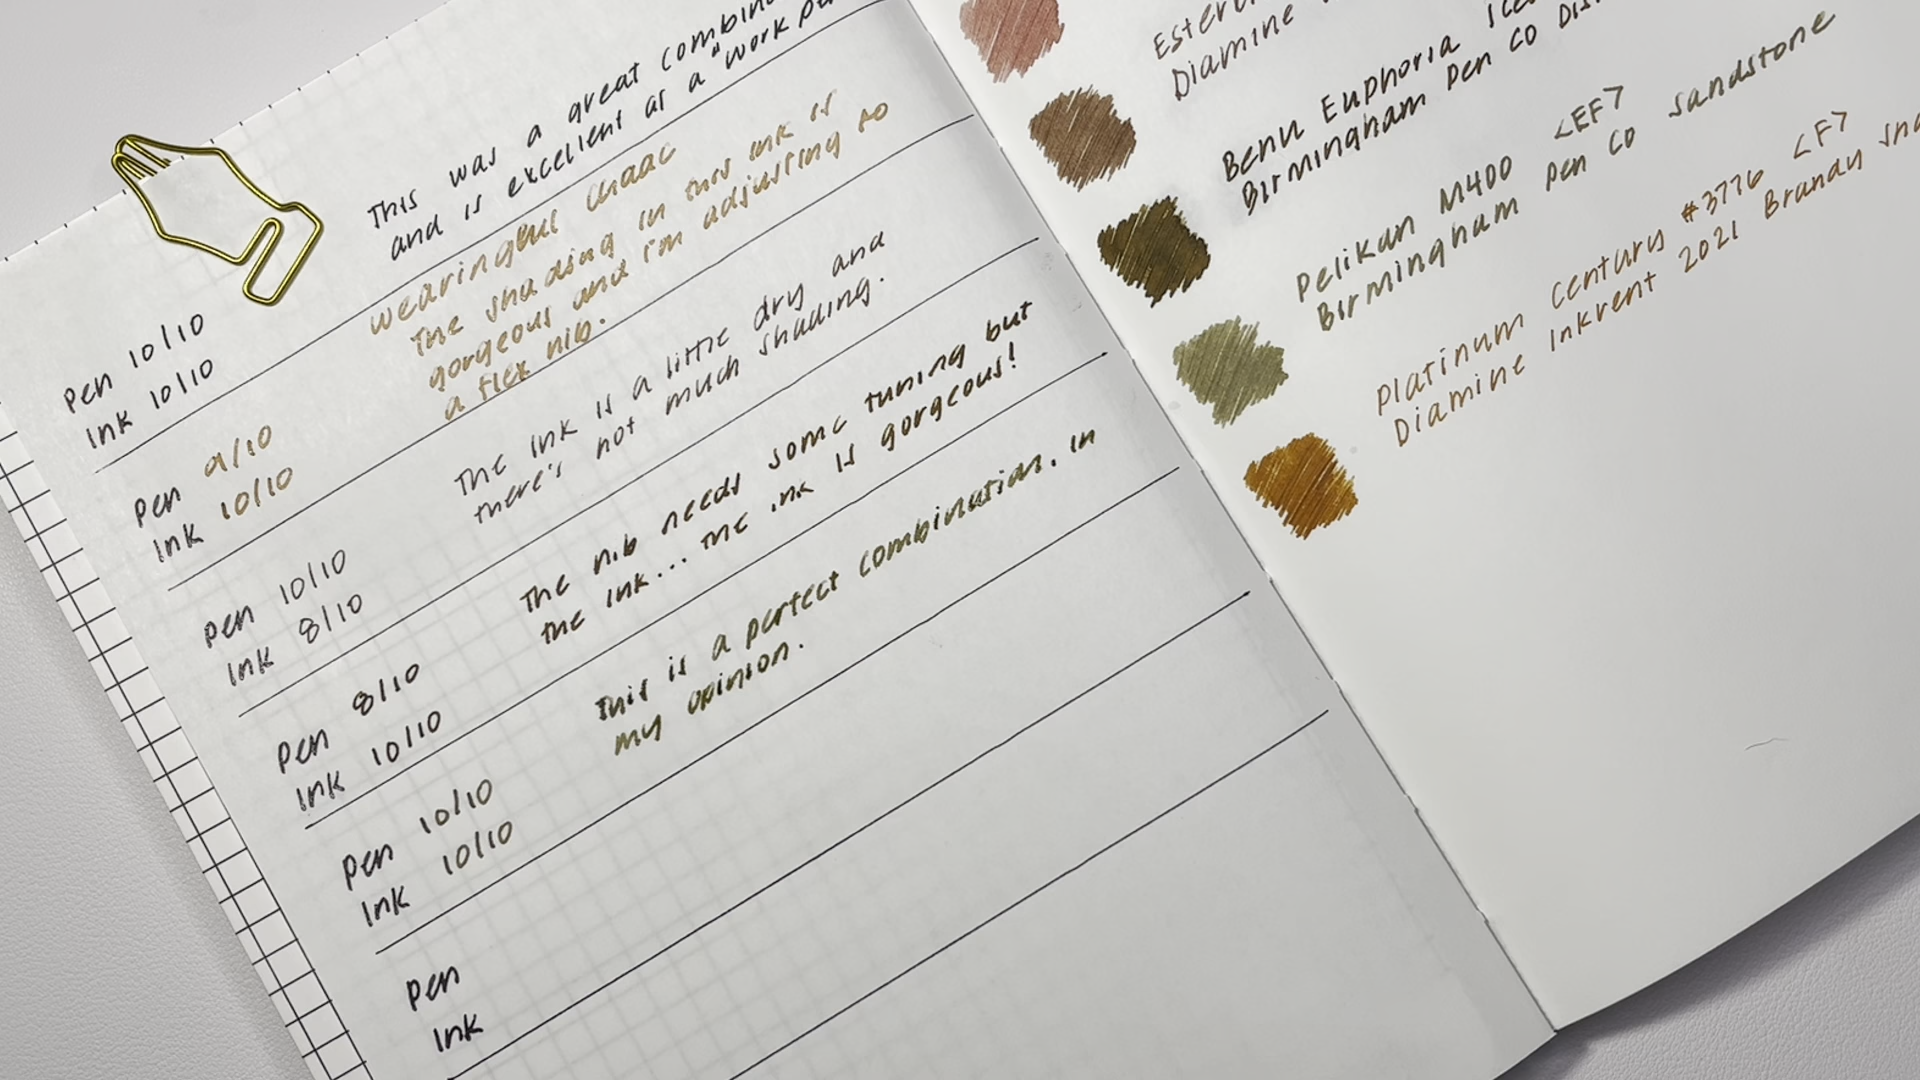 This was a great combin
and is excellent as a "work pe
Pen 10/10
Ink 10/10
wearingeul
The shading in this ink is
gorgeous and i'm adjusting to
a flex nib.
Pen 9/10
Ink 10/10
The ink is a little dry and
there's not much shading.
Pen 10/10
Ink 8/10
The nib needs some tuning but
the ink... the ink is gorgeous!
Pen 8/10
Ink 10/10
This is a perfect combination, in
my opinion.
Pen 10/10
Ink 10/10
Pen
Ink
Ester
Diamine
Benu Euphoria
Birmingham Pen Co
Pelikan M400 <EF>
Birmingham Pen Co Sandstone
Platinum Century #3776 <F>
Diamine Inkvent 2021 Brandy Sna